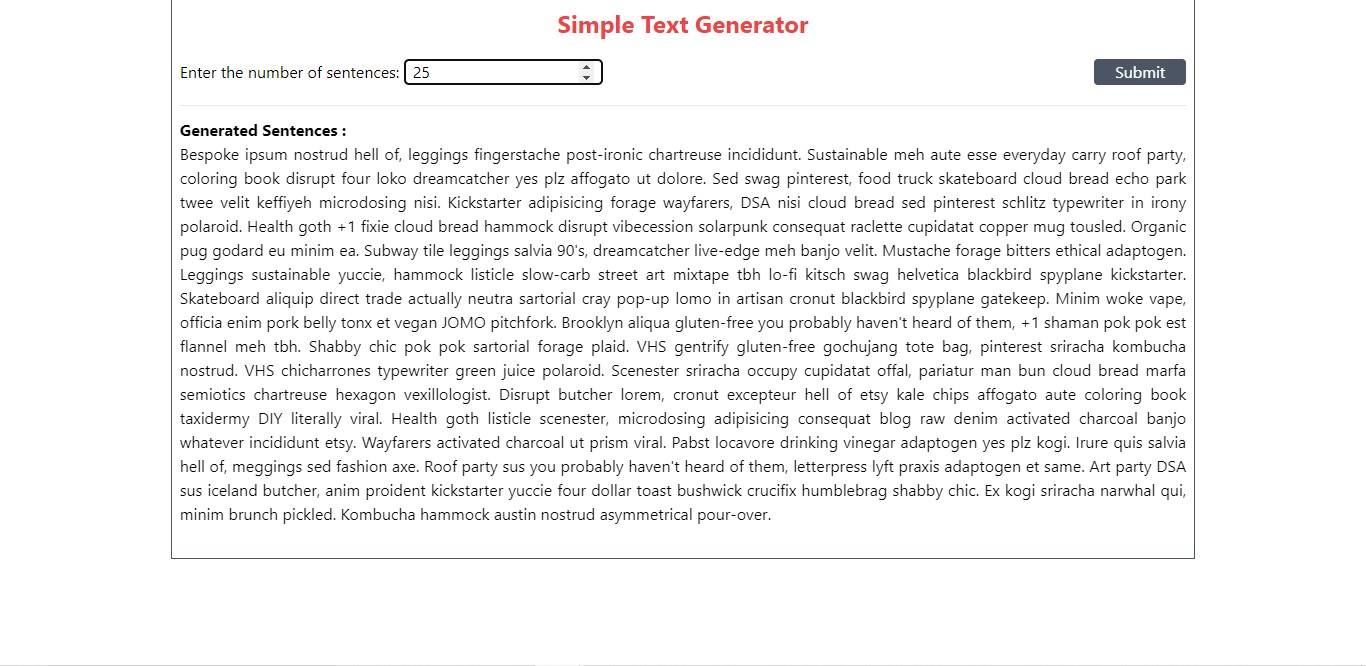 Simple Text Generator
Enter the number of sentences: 25
Submit
Generated Sentences :
Bespoke ipsum nostrud hell of, leggings fingerstache post-ironic chartreuse incididunt. Sustainable meh aute esse everyday carry roof party,
coloring book disrupt four loko dreamcatcher yes plz affogato ut dolore. Sed swag pinterest, food truck skateboard cloud bread echo park
twee velit keffiyeh microdosing nisi. Kickstarter adipisicing forage wayfarers, DSA nisi cloud bread sed pinterest schlitz typewriter in irony
polaroid. Health goth +1 fixie cloud bread hammock disrupt vibecession solarpunk consequat raclette cupidatat copper mug tousled. Organic
pug godard eu minim ea. Subway tile leggings salvia 90's, dreamcatcher live-edge meh banjo velit. Mustache forage bitters ethical adaptogen.
Leggings sustainable yuccie, hammock listicle slow-carb street art mixtape tbh lo-fi kitsch swag helvetica blackbird spyplane kickstarter.
Skateboard aliquip direct trade actually neutra sartorial cray pop-up lomo in artisan cronut blackbird spyplane gatekeep. Minim woke vape,
officia enim pork belly tonx et vegan JOMO pitchfork. Brooklyn aliqua gluten-free you probably haven't heard of them, +1 shaman pok pok est
flannel meh tbh. Shabby chic pok pok sartorial forage plaid. VHS gentrify gluten-free gochujang tote bag, pinterest sriracha kombucha
nostrud. VHS chicharrones typewriter green juice polaroid. Scenester sriracha occupy cupidatat offal, pariatur man bun cloud bread marfa
semiotics chartreuse hexagon vexillologist. Disrupt butcher lorem, cronut excepteur hell of etsy kale chips affogato aute coloring book
taxidermy DIY literally viral. Health goth listicle scenester, microdosing adipisicing consequat blog raw denim activated charcoal banjo
whatever incididunt etsy. Wayfarers activated charcoal ut prism viral. Pabst locavore drinking vinegar adaptogen yes plz kogi. Irure quis salvia
hell of, meggings sed fashion axe. Roof party sus you probably haven't heard of them, letterpress lyft praxis adaptogen et same. Art party DSA
sus iceland butcher, anim proident kickstarter yuccie four dollar toast bushwick crucifix humblebrag shabby chic. Ex kogi sriracha narwhal qui,
minim brunch pickled. Kombucha hammock austin nostrud asymmetrical pour-over.